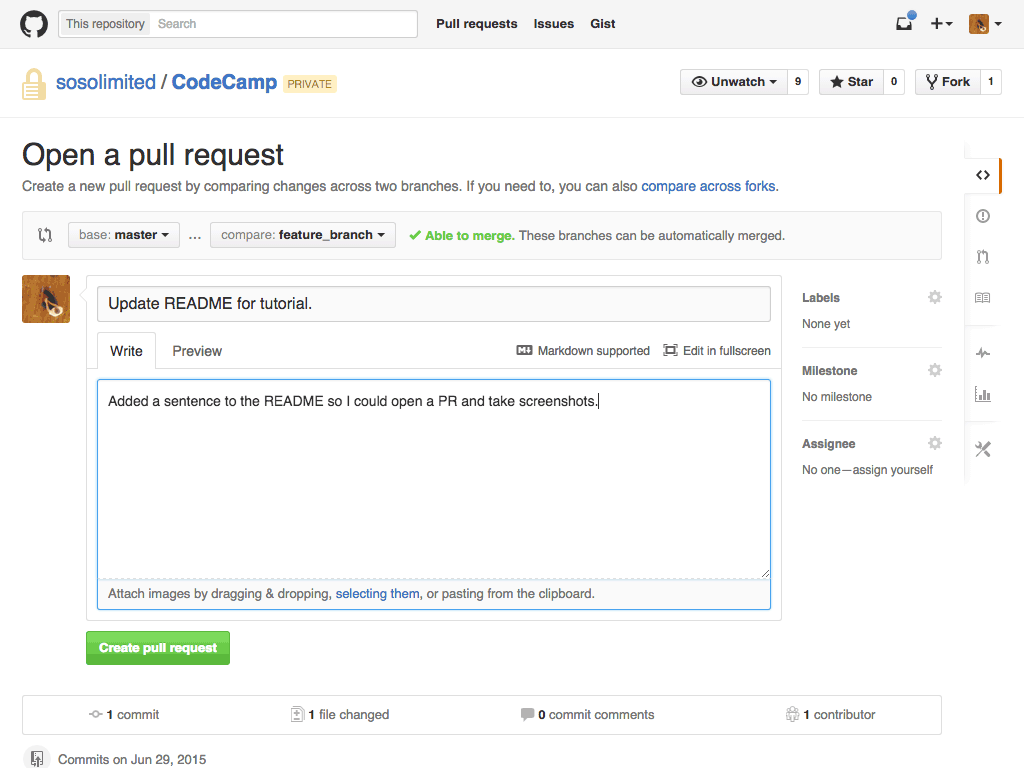 This repository Search Pull requests Issues Gist
sosolimited / CodeCamp PRIVATE Unwatch 9 Star 0 Fork 1
Open a pull request
Create a new pull request by comparing changes across two branches. If you need to, you can also compare across forks.
base: master ... compare: feature_branch Able to merge. These branches can be automatically merged.
Update README for tutorial.
Write Preview Markdown supported Edit in fullscreen
Added a sentence to the README so I could open a PR and take screenshots.
Attach images by dragging & dropping, selecting them, or pasting from the clipboard.
Labels
None yet
Milestone
No milestone
Assignee
No one—assign yourself
Create pull request
1 commit 1 file changed 0 commit comments 1 contributor
Commits on Jun 29, 2015